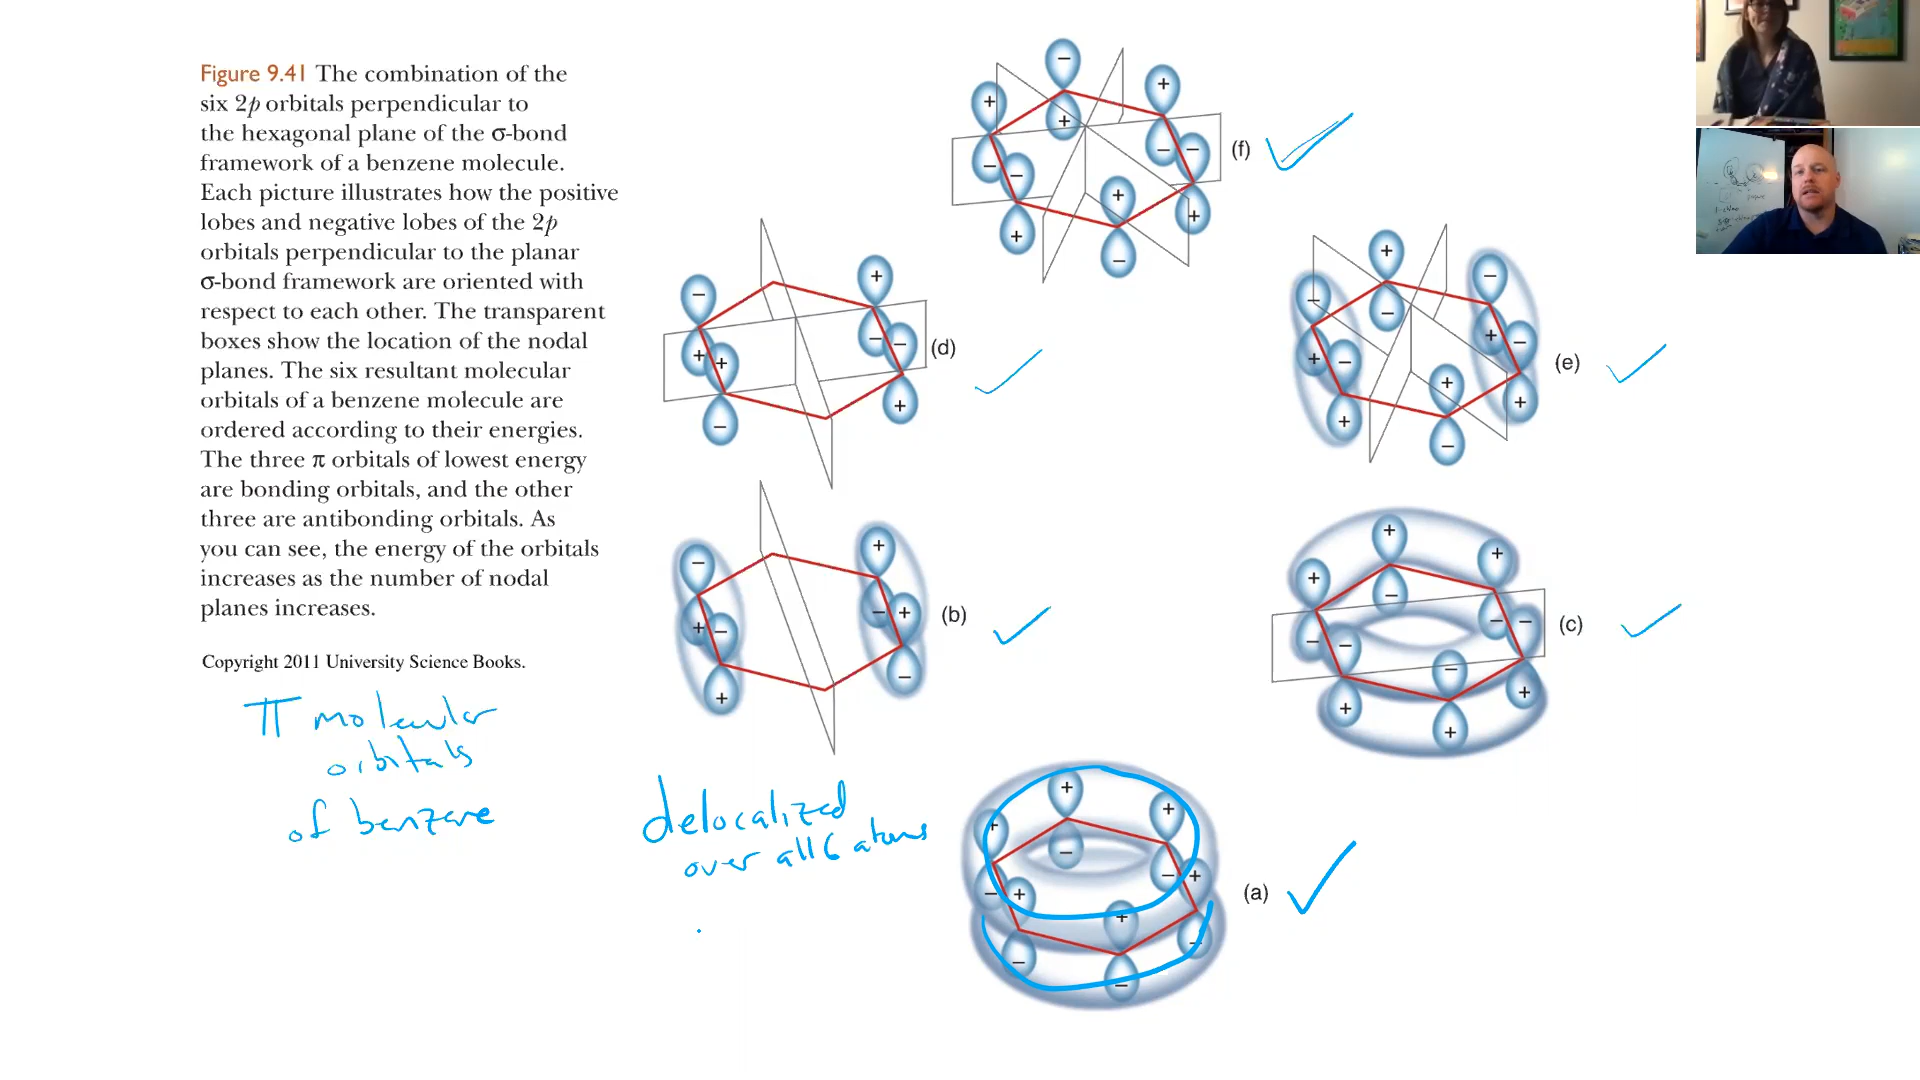 Figure 9.41 The combination of the
six 2p orbitals perpendicular to
the hexagonal plane of the σ-bond
framework of a benzene molecule.
Each picture illustrates how the positive
lobes and negative lobes of the 2p
orbitals perpendicular to the planar
σ-bond framework are oriented with
respect to each other. The transparent
boxes show the location of the nodal
planes. The six resultant molecular
orbitals of a benzene molecule are
ordered according to their energies.
The three π orbitals of lowest energy
are bonding orbitals, and the other
three are antibonding orbitals. As
you can see, the energy of the orbitals
increases as the number of nodal
planes increases.
Copyright 2011 University Science Books.
π molecular
orbitals
of benzene
delocalized
over all 6 atoms
(f)
(d)
(e)
(b)
(c)
(a)